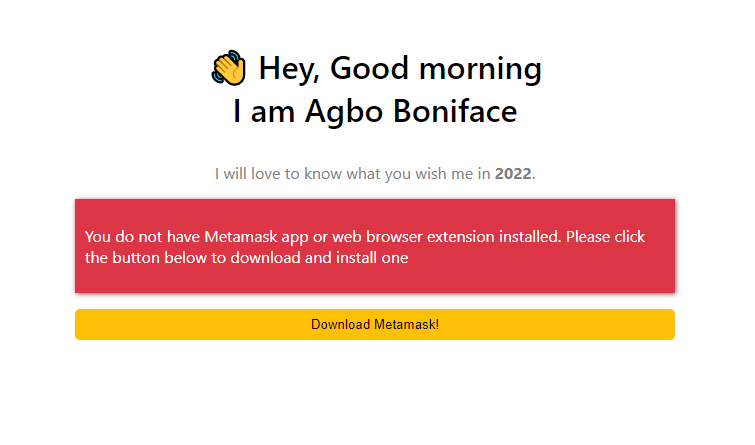 👋 Hey, Good morning
I am Agbo Boniface
I will love to know what you wish me in 2022.
You do not have Metamask app or web browser extension installed. Please click
the button below to download and install one
Download Metamask!